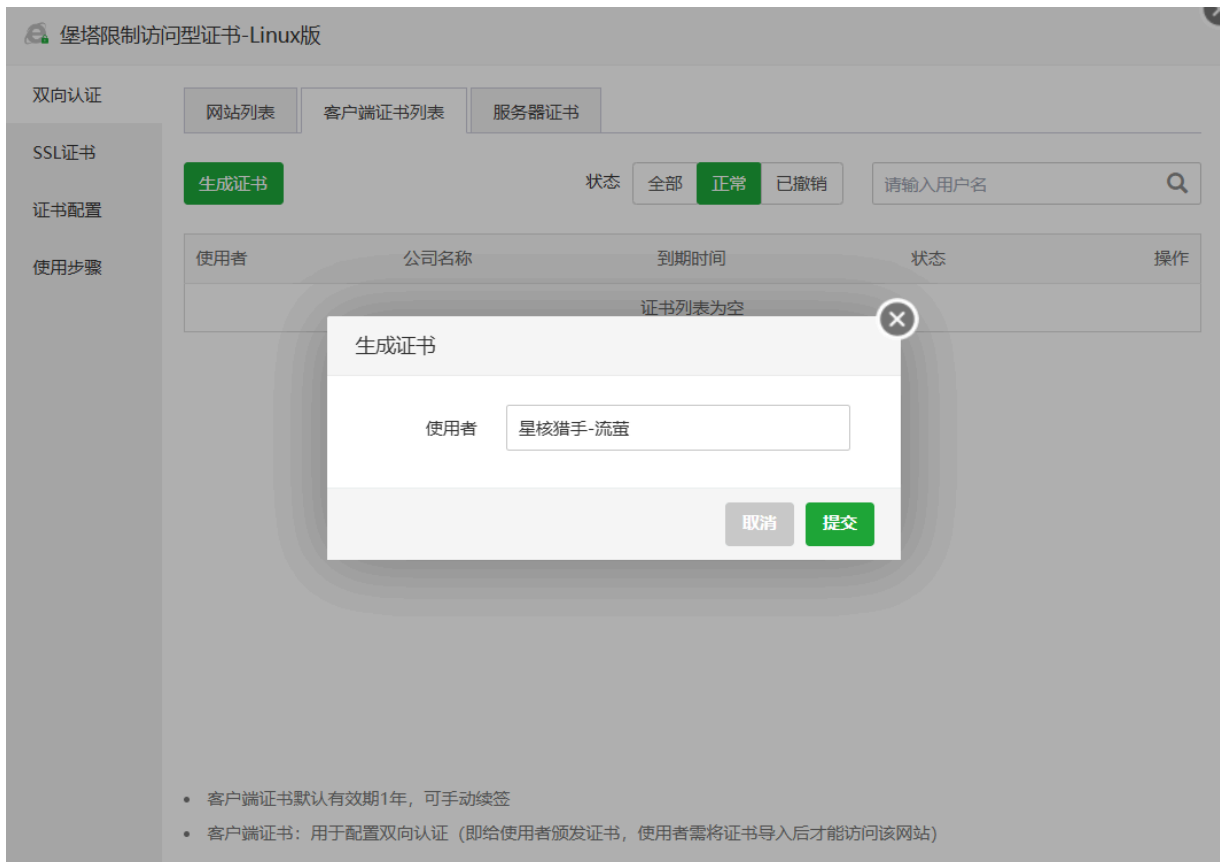 堡塔限制访问型证书-Linux版
双向认证
SSL证书
证书配置
使用步骤
网站列表 客户端证书列表 服务器证书
生成证书 状态 全部 正常 已撤销 请输入用户名
使用者 公司名称 到期时间 状态 操作
证书列表为空
生成证书
使用者 星核猎手-流萤
取消 提交
客户端证书默认有效期1年，可手动续签
客户端证书：用于配置双向认证（即给使用者颁发证书，使用者需将证书导入后才能访问该网站）